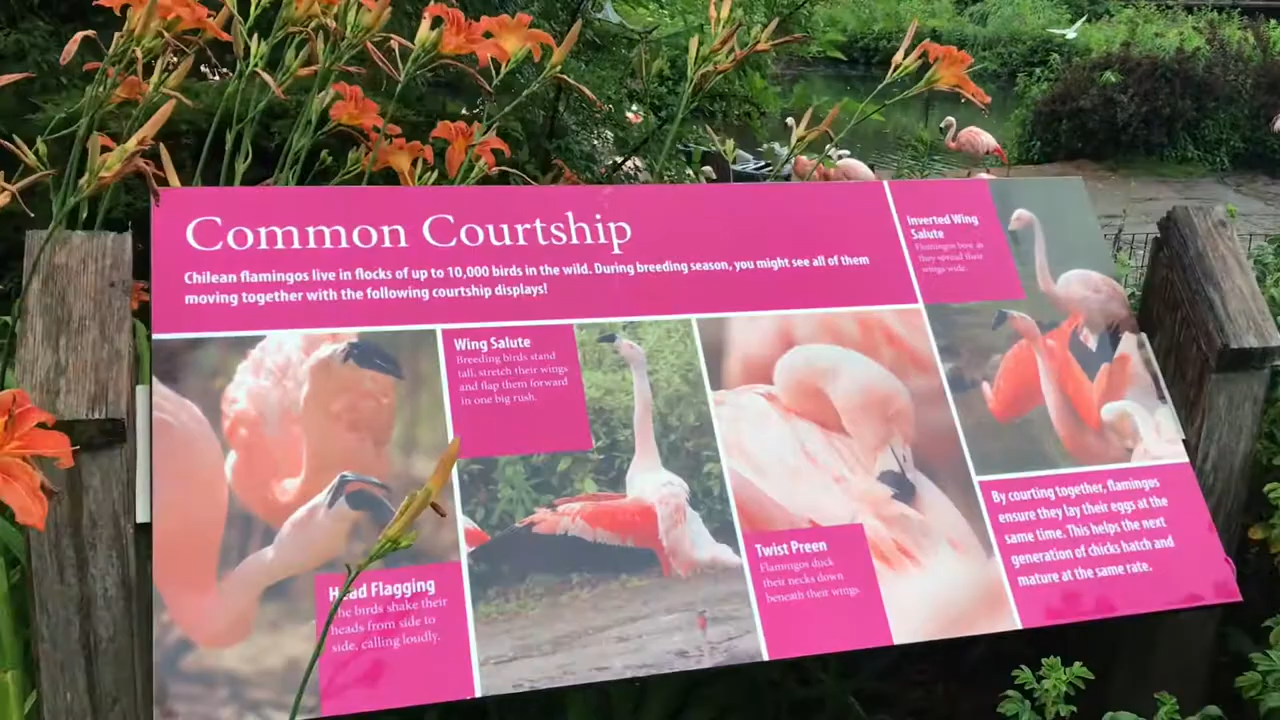 Common Courtship
Chilean flamingos live in flocks of up to 10,000 birds in the wild. During breeding season, you might see all of them
moving together with the following courtship displays!
Inverted Wing
Salute
Flamingos bow as
they spread their
wings wide.
Wing Salute
Breeding birds stand
tall, stretch their wings
and flap them forward
in one big rush.
Head Flagging
The birds shake their
heads from side to
side, calling loudly.
Twist Preen
Flamingos duck
their necks down
beneath their wings.
By courting together, flamingos
ensure they lay their eggs at the
same time. This helps the next
generation of chicks hatch and
mature at the same rate.